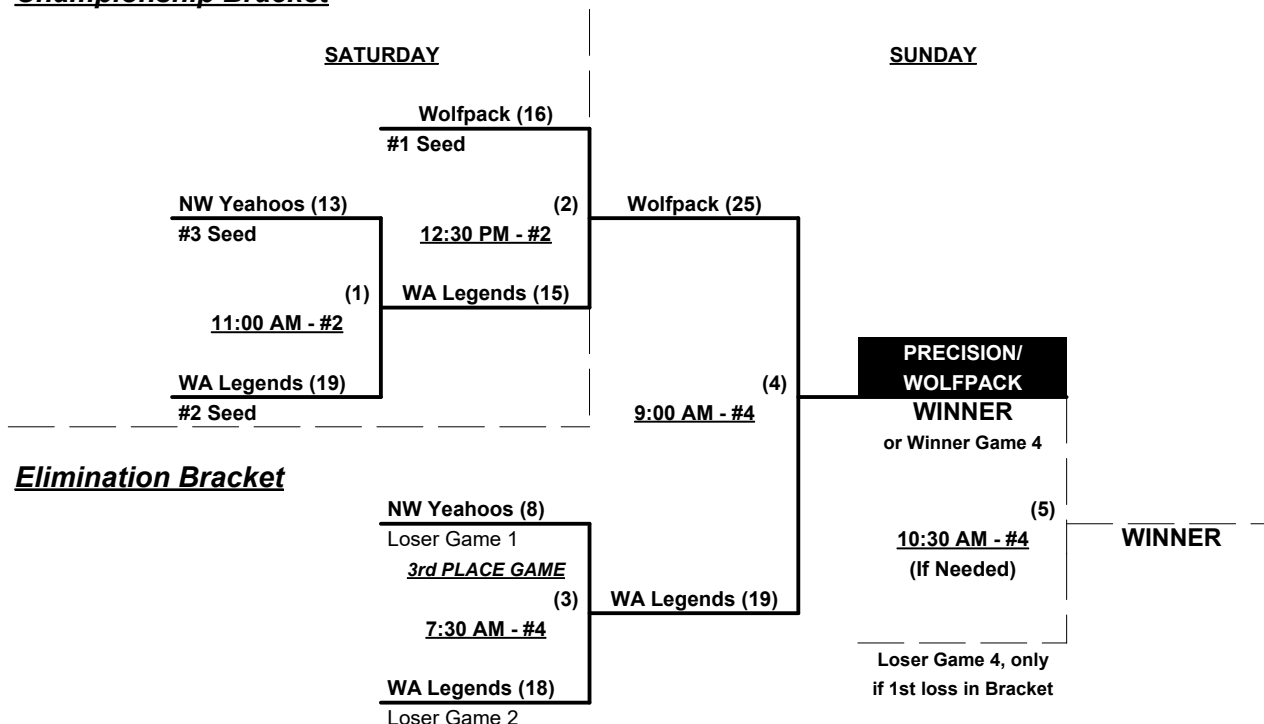 Championship Bracket
SATURDAY
SUNDAY
Wolfpack (16)
#1 Seed
NW Yeahoos (13)
(2)
Wolfpack (25)
#3 Seed
12:30 PM - #2
(1)
WA Legends (15)
11:00 AM - #2
PRECISION/
WOLFPACK
WA Legends (19)
(4)
#2 Seed
9:00 AM - #4
WINNER
or Winner Game 4
Elimination Bracket
NW Yeahoos (8)
(5)
Loser Game 1
10:30 AM - #4
WINNER
3rd PLACE GAME
(If Needed)
(3)
WA Legends (19)
7:30 AM - #4
Loser Game 4, only
if 1st loss in Bracket
WA Legends (18)
Loser Game 2